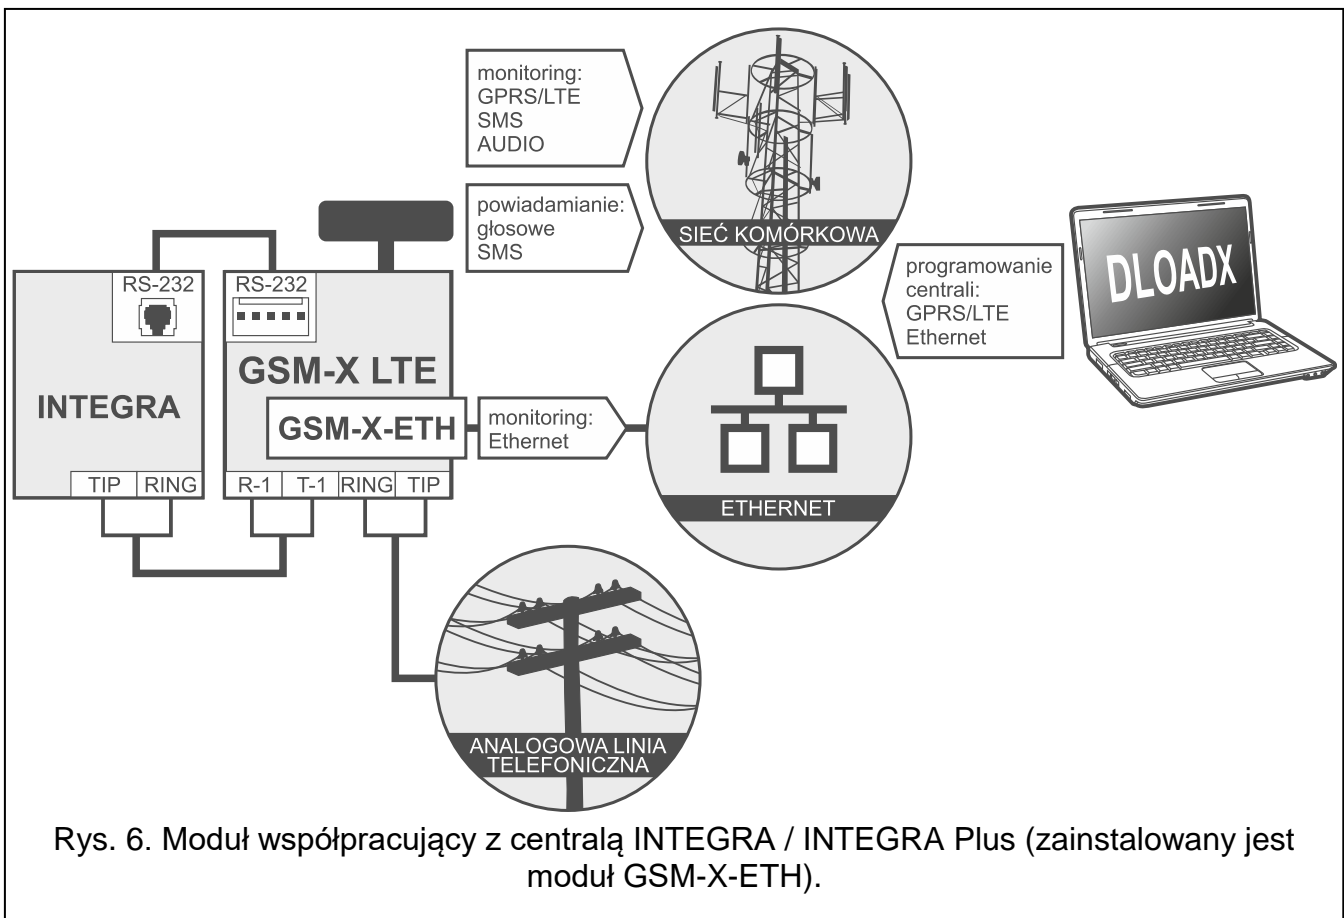 monitoring:
GPRS/LTE
SMS
AUDIO
powiadamianie:
głosowe
SMS
SIEĆ KOMÓRKOWA
programowanie
centrali:
GPRS/LTE
Ethernet
DLOADX
RS-232
RS-232
INTEGRA
GSM-X LTE
GSM-X-ETH
monitoring:
Ethernet
ETHERNET
TIP RING
R-1 T-1 RING TIP
ANALOGOWA LINIA
TELEFONICZNA
Rys. 6. Moduł współpracujący z centralą INTEGRA / INTEGRA Plus (zainstalowany jest
moduł GSM-X-ETH).